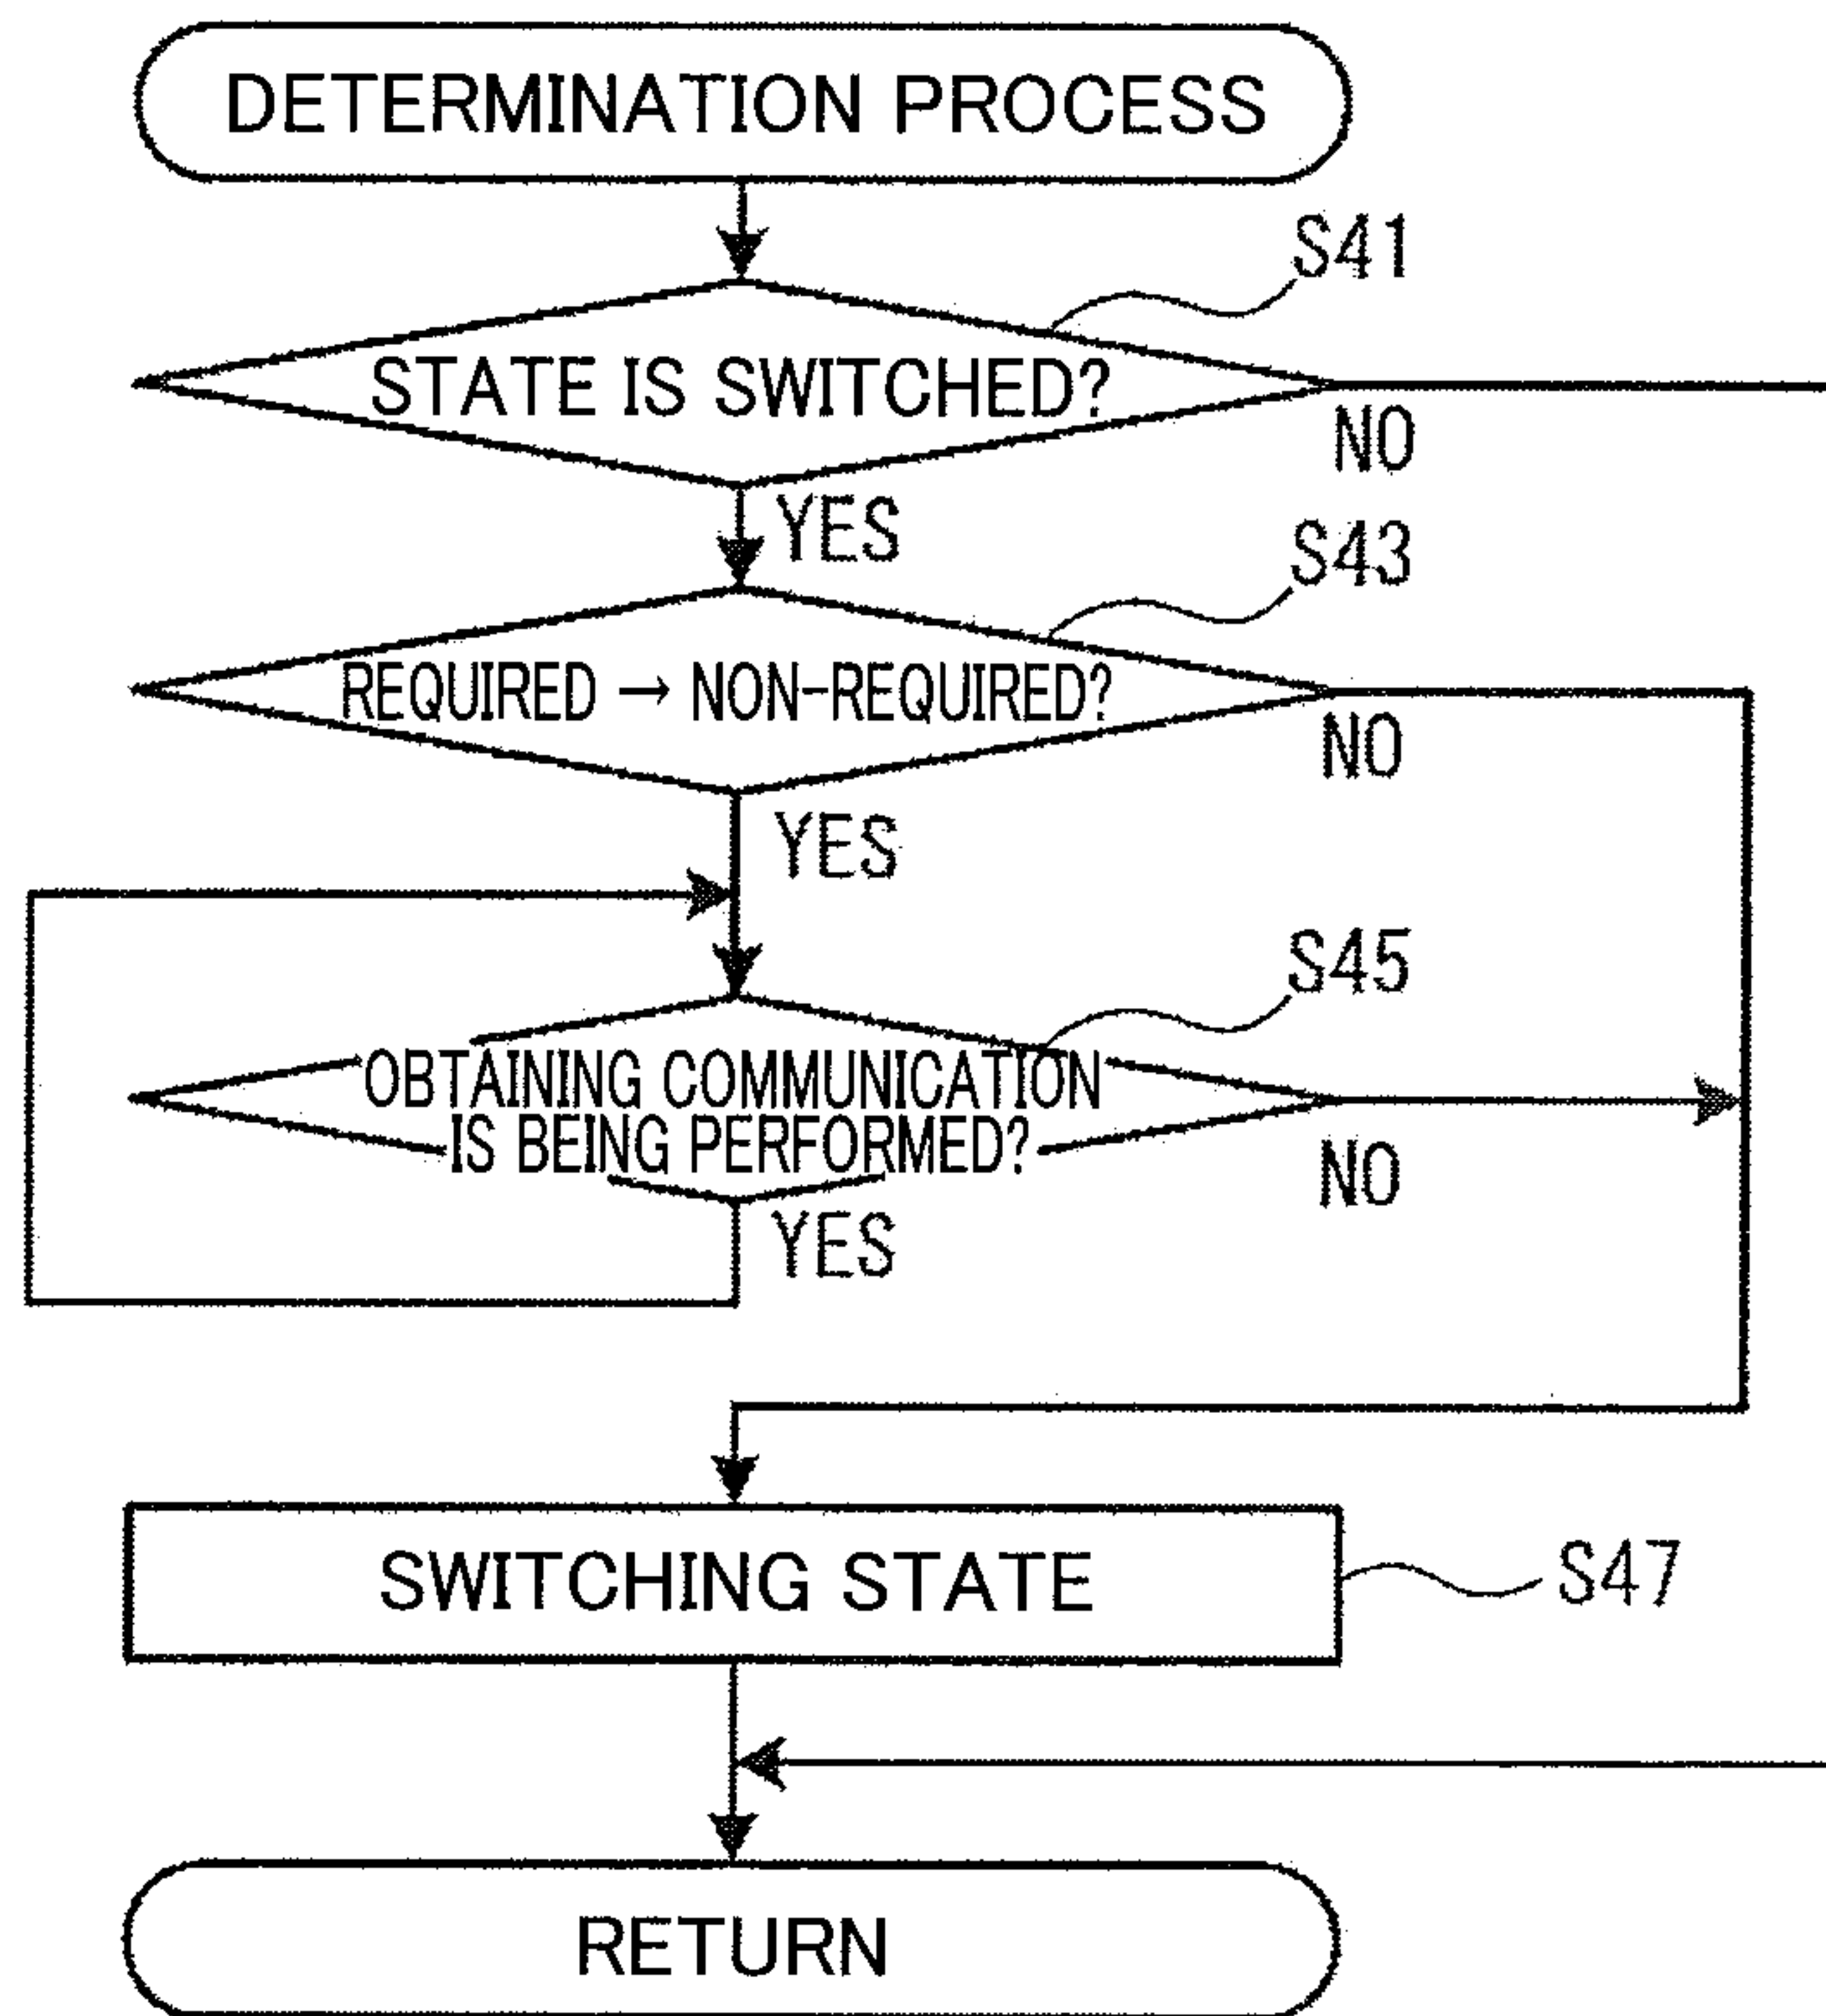 DETERMINATION PROCESS
S41
STATE IS SWITCHED?
NO
YES
S43
REQUIRED → NON-REQUIRED?
NO
YES
S45
OBTAINING COMMUNICATION
IS BEING PERFORMED?
NO
YES
SWITCHING STATE
S47
RETURN